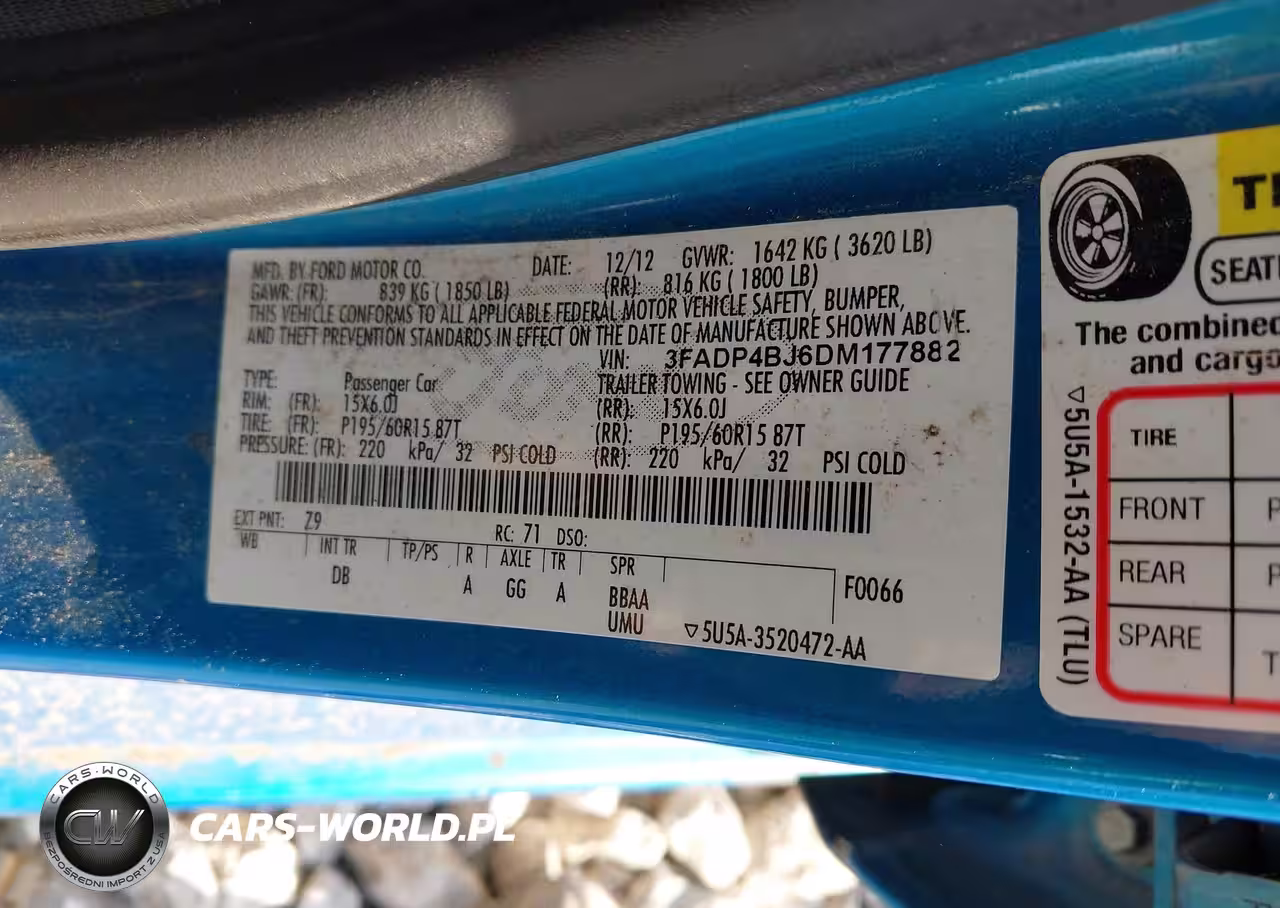 MFD. BY FORD MOTOR CO. DATE: 12/12 GVWR: 1642 KG ( 3620 LB)
GAWR: (FR): 839 KG ( 1850 LB) (RR): 816 KG ( 1800 LB)
THIS VEHICLE CONFORMS TO ALL APPLICABLE FEDERAL MOTOR VEHICLE SAFETY, BUMPER,
AND THEFT PREVENTION STANDARDS IN EFFECT ON THE DATE OF MANUFACTURE SHOWN ABOVE.
VIN: 3FADP4BJ6DM177882
TYPE: Passenger Car TRAILER TOWING - SEE OWNER GUIDE
RIM: (FR): 15X6.0J (RR): 15X6.0J
TIRE: (FR): P195/60R15 87T (RR): P195/60R15 87T
PRESSURE: (FR): 220 kPa/ 32 PSI COLD (RR): 220 kPa/ 32 PSI COLD
EXT PNT: Z9 RC: 71 DSO:
WB INT TR TP/PS R AXLE TR SPR
DB A GG A BBAA F0066
UMU ▽5U5A-3520472-AA
SEATI
The combined
and cargo
TIRE
FRONT P
REAR P
SPARE T
▽5U5A-1532-AA (TLU)
CARS-WORLD
CW
BEZPOŚREDNI IMPORT Z USA
CARS-WORLD.PL